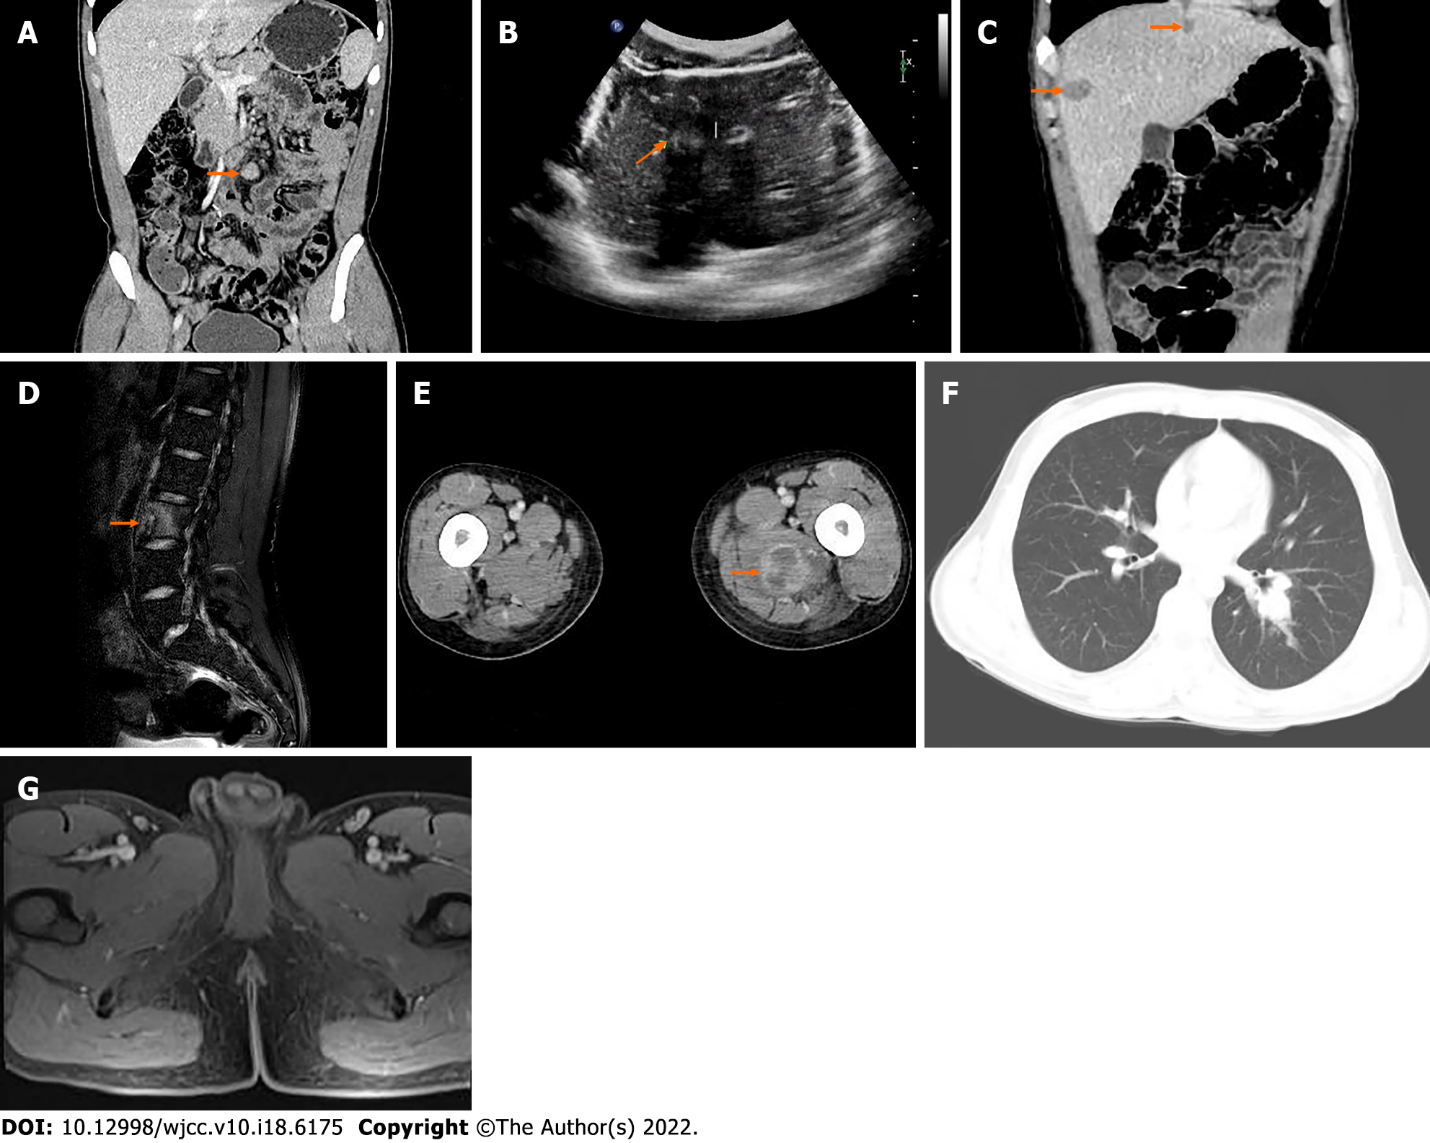 A
B
P
X
C
D
E
F
G
DOI: 10.12998/wjcc.v10.i18.6175 Copyright ©The Author(s) 2022.